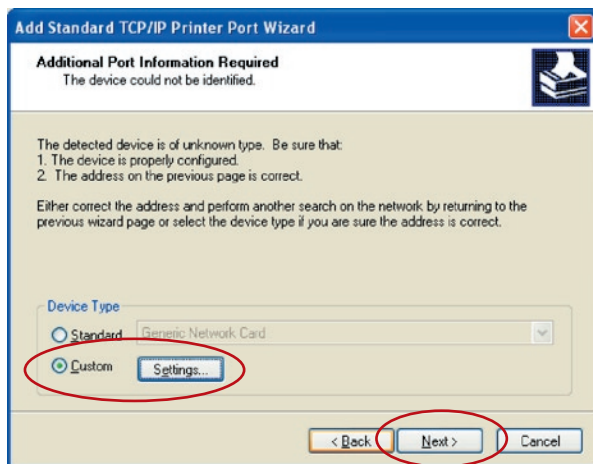 Add Standard TCP/IP Printer Port Wizard
Additional Port Information Required
The device could not be identified.
The detected device is of unknown type. Be sure that:
1. The device is properly configured.
2. The address on the previous page is correct.
Either correct the address and perform another search on the network by returning to the
previous wizard page or select the device type if you are sure the address is correct.
Device Type
Standard Generic Network Card
Custom Settings...
< Back Next > Cancel